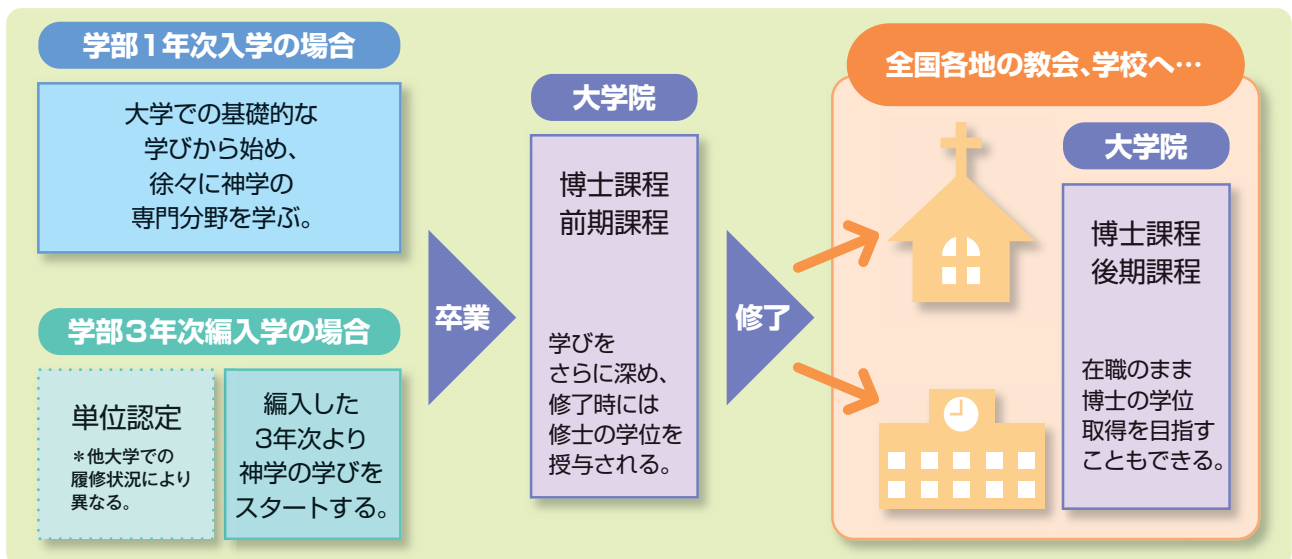 学部1年次入学の場合
大学での基礎的な
学びから始め、
徐々に神学の
専門分野を学ぶ。
学部3年次編入学の場合
単位認定
＊他大学での
履修状況により
異なる。
編入した
3年次より
神学の学びを
スタートする。
卒業
大学院
博士課程
前期課程
学びを
さらに深め、
修了時には
修士の学位を
授与される。
修了
全国各地の教会、学校へ…
大学院
博士課程
後期課程
在職のまま
博士の学位
取得を目指す
こともできる。